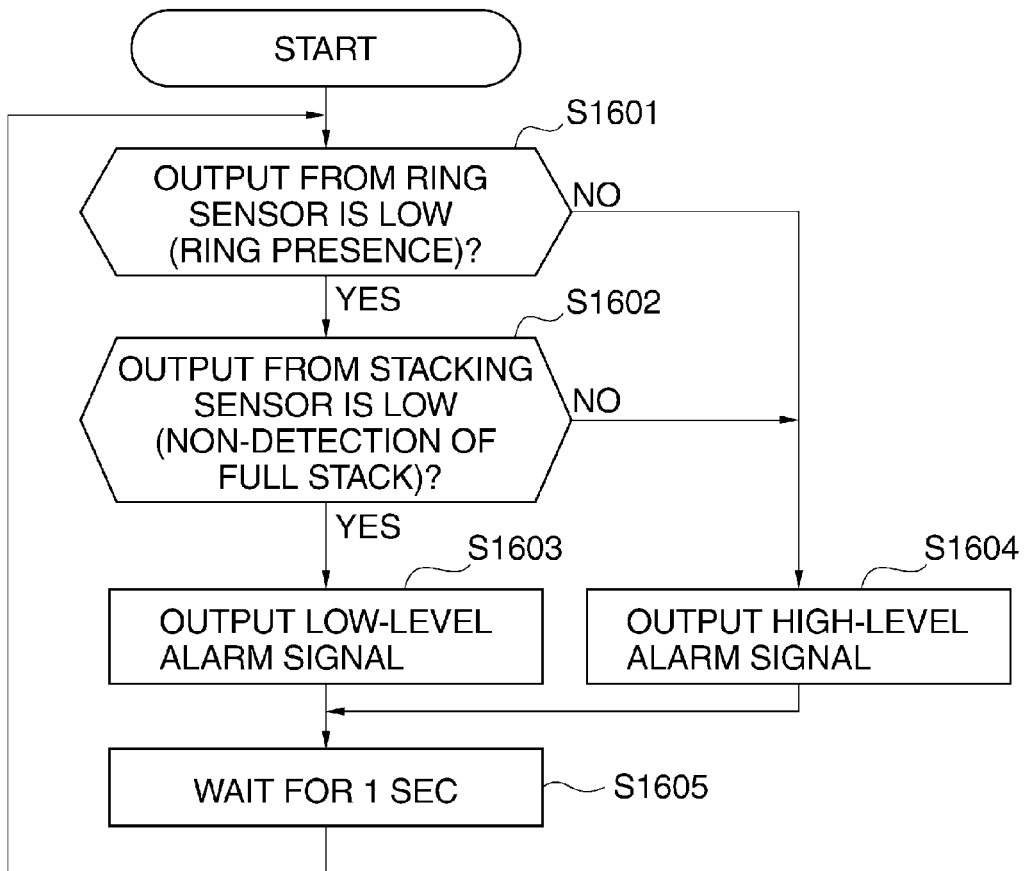 START
S1601
OUTPUT FROM RING
SENSOR IS LOW
(RING PRESENCE)?
NO
YES
S1602
OUTPUT FROM STACKING
SENSOR IS LOW
(NON-DETECTION OF
FULL STACK)?
NO
YES
S1603
OUTPUT LOW-LEVEL
ALARM SIGNAL
S1604
OUTPUT HIGH-LEVEL
ALARM SIGNAL
WAIT FOR 1 SEC
S1605